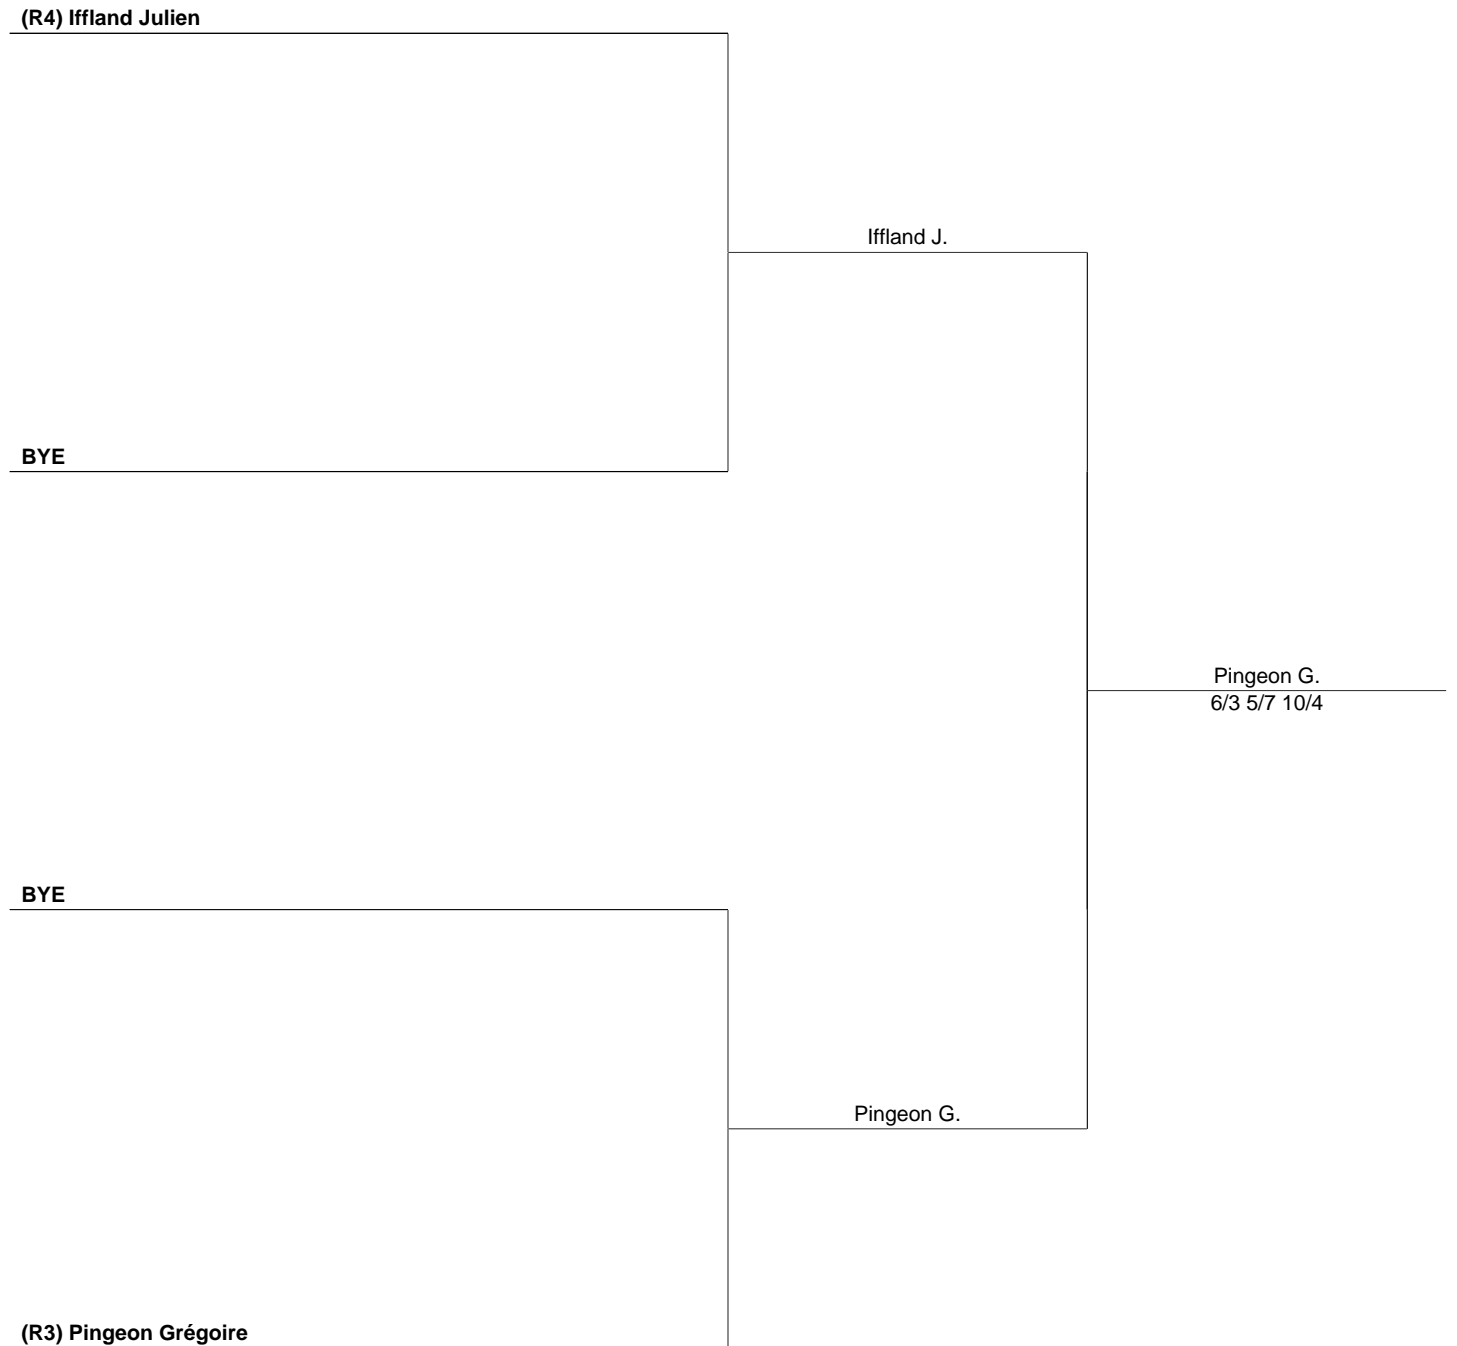 (R4) Iffland Julien
Iffland J.
BYE
Pingeon G.
6/3 5/7 10/4
BYE
Pingeon G.
(R3) Pingeon Grégoire